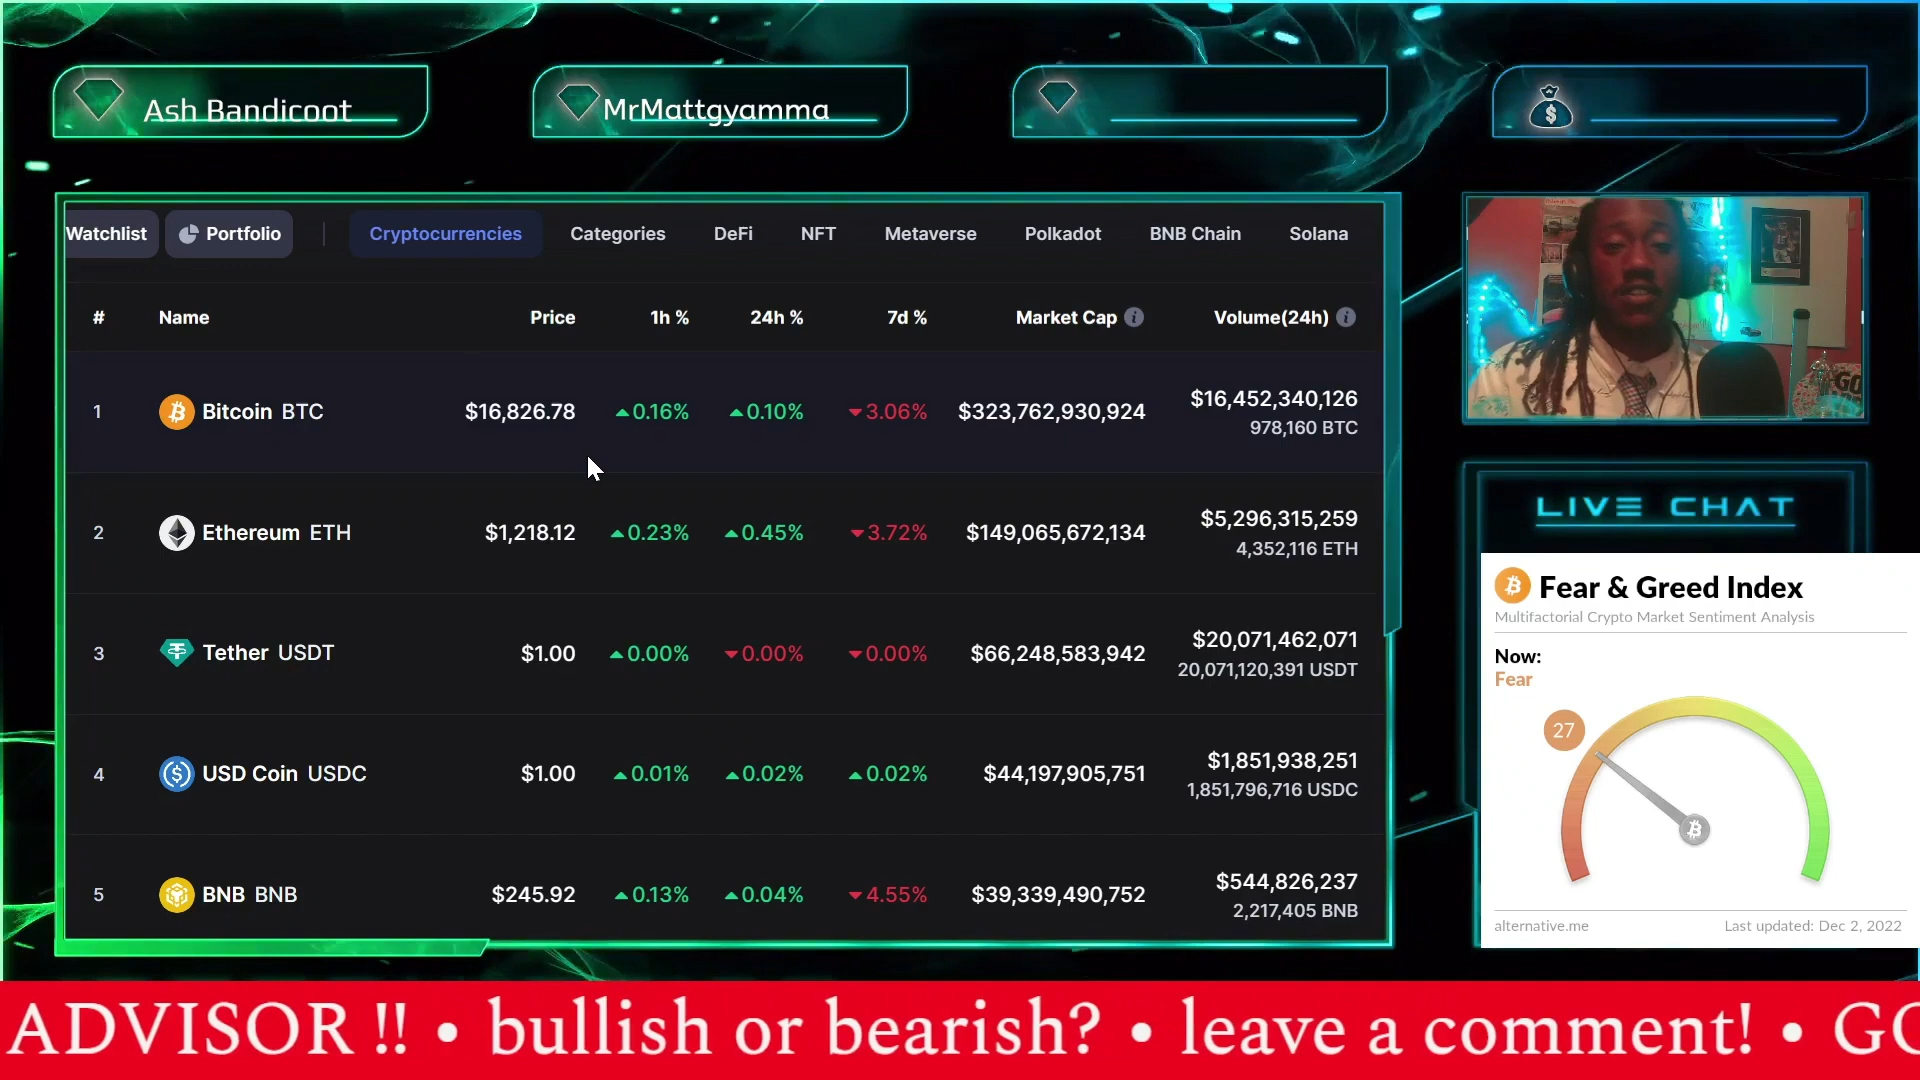 Ash Bandicoot
MrMattgyamma
Watchlist
Portfolio
Cryptocurrencies
Categories
DeFi
NFT
Metaverse
Polkadot
BNB Chain
Solana
# Name Price 1h % 24h % 7d % Market Cap Volume(24h)
1 Bitcoin BTC $16,826.78 0.16% 0.10% 3.06% $323,762,930,924 $16,452,340,126
978,160 BTC
2 Ethereum ETH $1,218.12 0.23% 0.45% 3.72% $149,065,672,134 $5,296,315,259
4,352,116 ETH
3 Tether USDT $1.00 0.00% 0.00% 0.00% $66,248,583,942 $20,071,462,071
20,071,120,391 USDT
4 USD Coin USDC $1.00 0.01% 0.02% 0.02% $44,197,905,751 $1,851,938,251
1,851,796,716 USDC
5 BNB BNB $245.92 0.13% 0.04% 4.55% $39,339,490,752 $544,826,237
2,217,405 BNB
GO
LIVE CHAT
Fear & Greed Index
Multifactorial Crypto Market Sentiment Analysis
Now:
Fear
27
alternative.me
Last updated: Dec 2, 2022
ADVISOR !! • bullish or bearish? • leave a comment! • GO